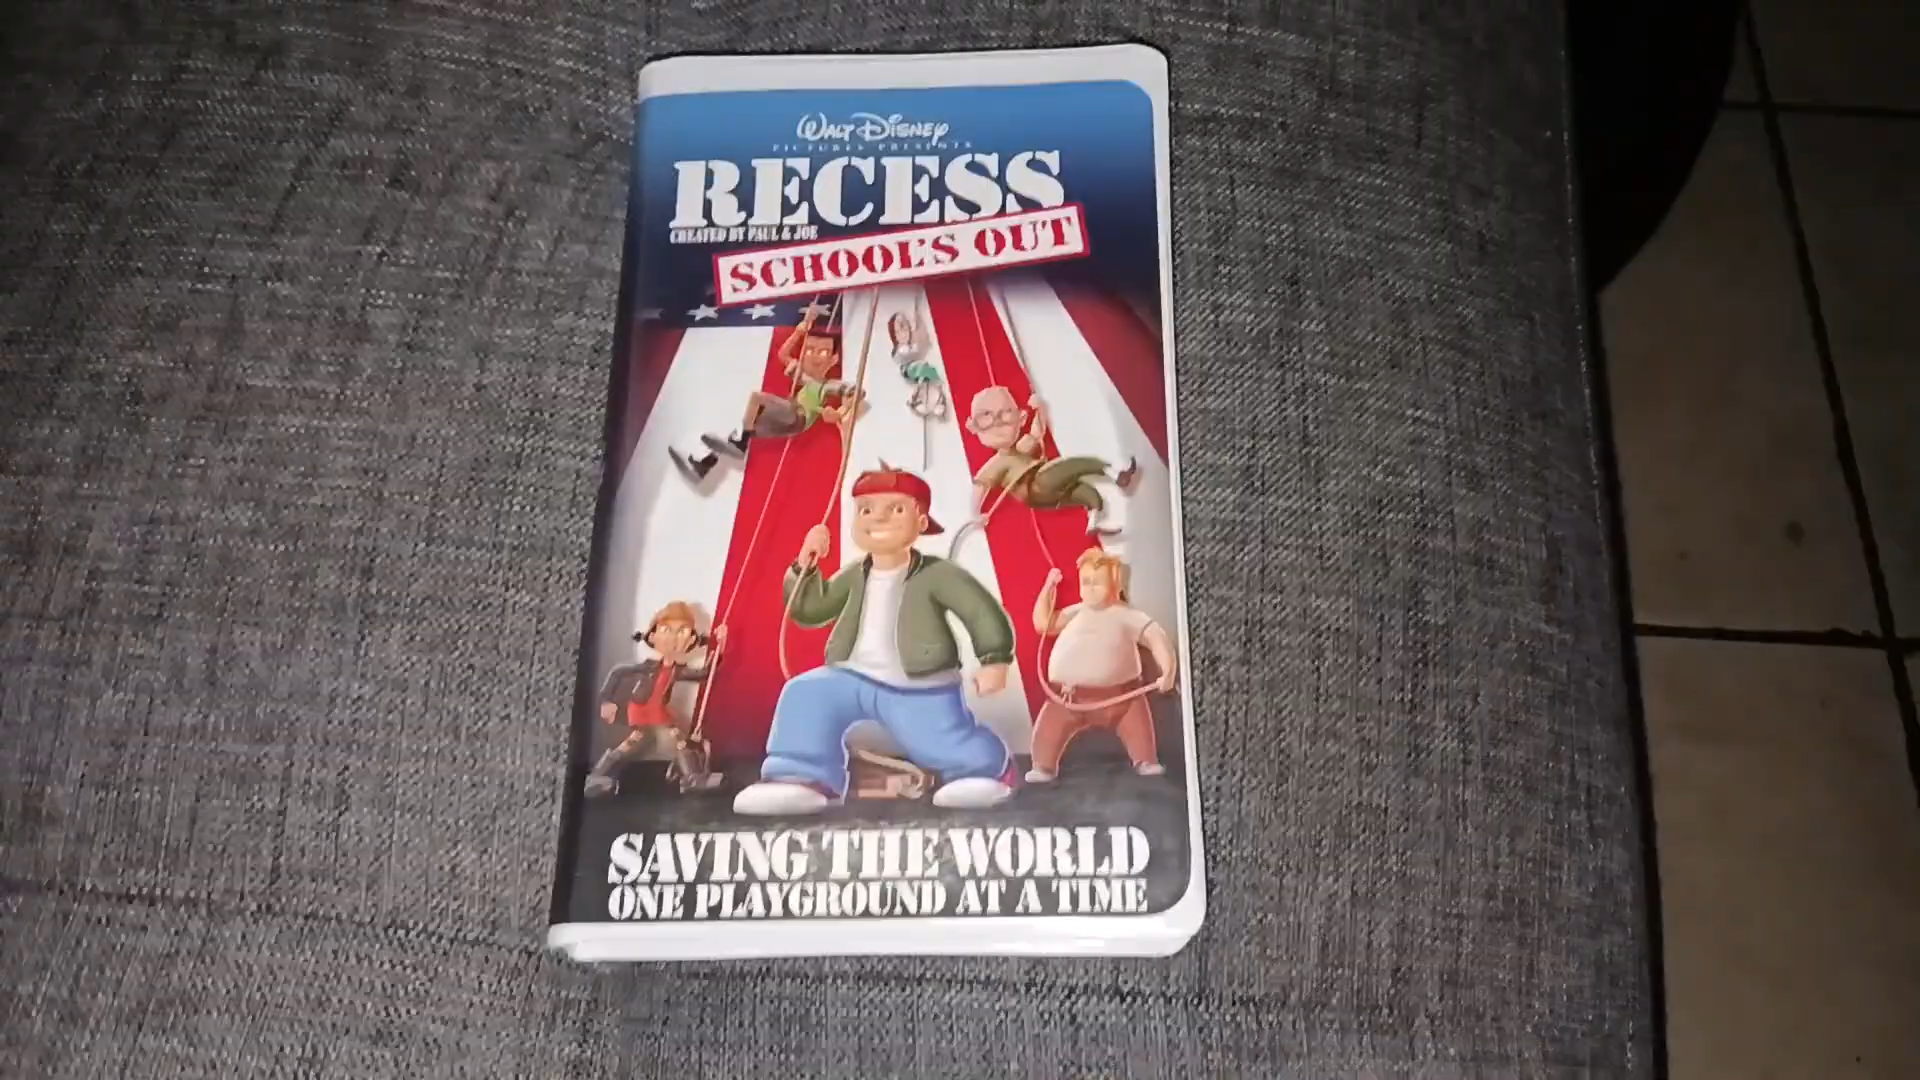 WALT DISNEY
PICTURES PRESENTS
RECESS
CREATED BY PAUL & JOE
SCHOOL'S OUT
SAVING THE WORLD
ONE PLAYGROUND AT A TIME